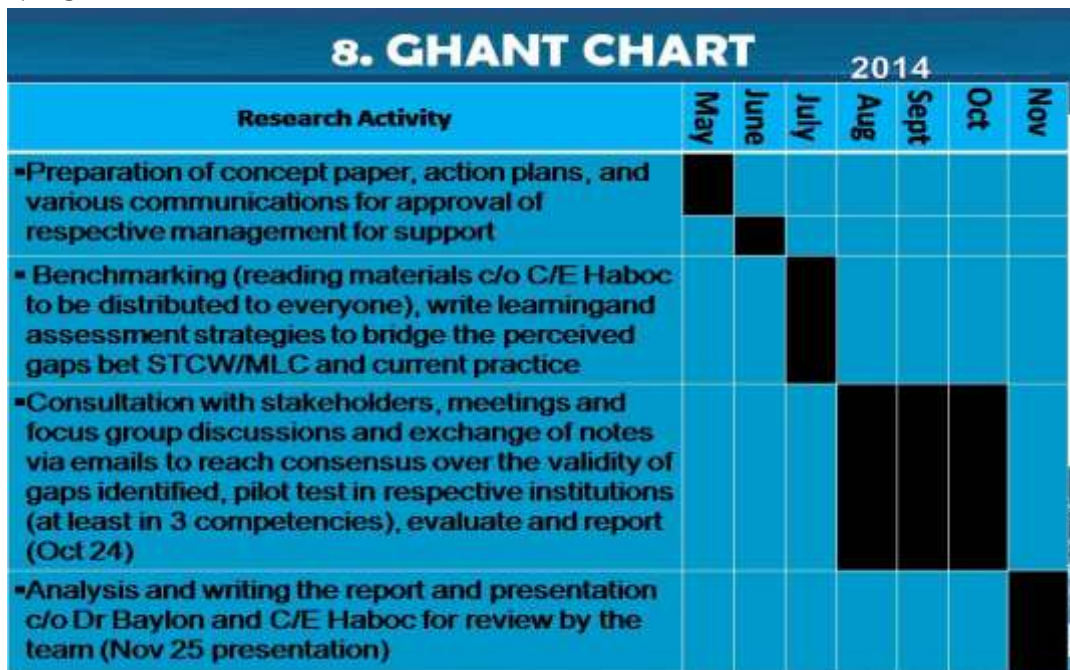 8. GHANT CHART
2014
Research Activity
May
June
July
Aug
Sept
Oct
Nov
▪Preparation of concept paper, action plans, and
various communications for approval of
respective management for support
▪ Benchmarking (reading materials c/o C/E Haboc
to be distributed to everyone), write learningand
assessment strategies to bridge the perceived
gaps bet STCW/MLC and current practice
▪Consultation with stakeholders, meetings and
focus group discussions and exchange of notes
via emails to reach consensus over the validity of
gaps identified, pilot test in respective institutions
(at least in 3 competencies), evaluate and report
(Oct 24)
▪Analysis and writing the report and presentation
c/o Dr Baylon and C/E Haboc for review by the
team (Nov 25 presentation)